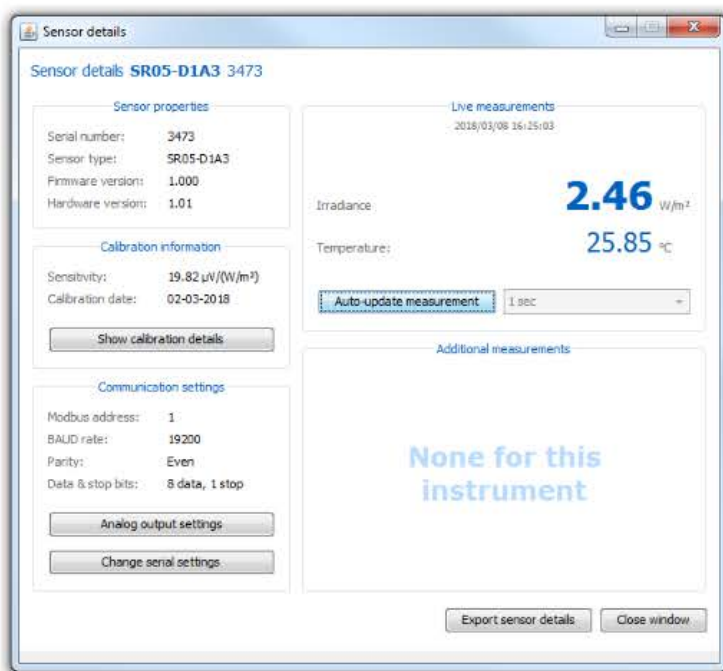 Sensor details
Sensor details SR05-D1A3 3473
Sensor properties
Serial number: 3473
Sensor type: SR05-D1A3
Firmware version: 1.000
Hardware version: 1.01
Calibration information
Sensitivity: 19.82 µV/(W/m²)
Calibration date: 02-03-2018
Show calibration details
Communication settings
Modbus address: 1
BAUD rate: 19200
Parity: Even
Data & stop bits: 8 data, 1 stop
Analog output settings
Change serial settings
Live measurements
2018/03/08 16:25:03
Irradiance 2.46 W/m²
Temperature: 25.85 °C
Auto-update measurement 1 sec
Additional measurements
None for this
instrument
Export sensor details Close window